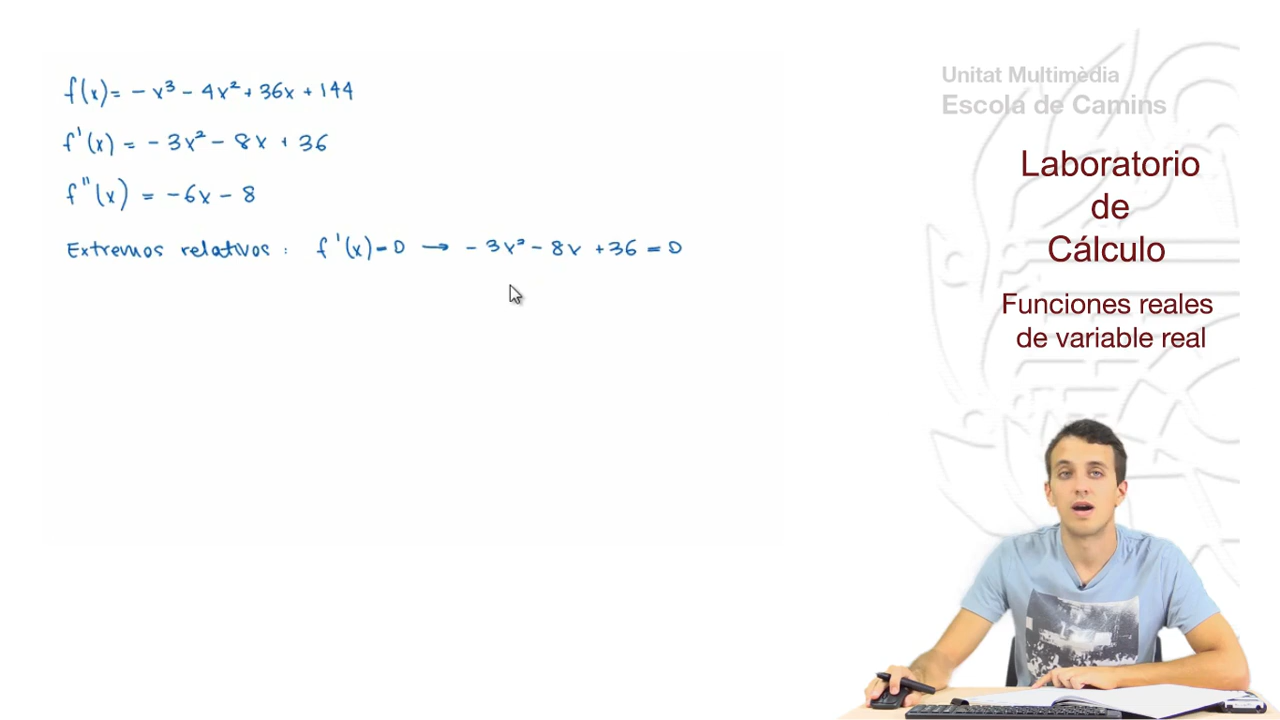 f(x) = - x³ - 4x² + 36x + 144
f'(x) = - 3x² - 8x + 36
f"(x) = -6x - 8
Extremos relativos : f'(x) = 0 → - 3x² - 8x + 36 = 0
Unitat Multimèdia
Escola de Camins
Laboratorio
de
Cálculo
Funciones reales
de variable real